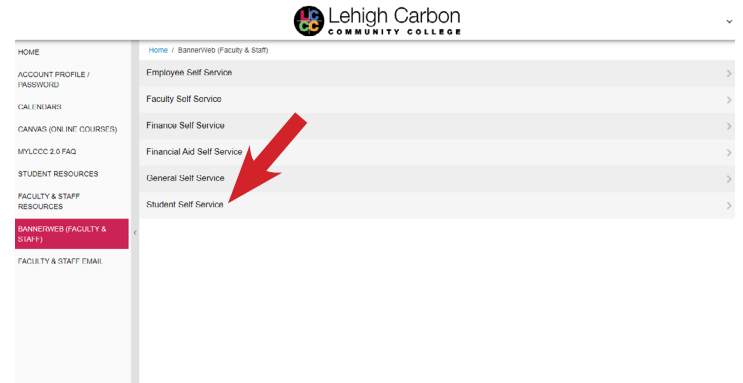 LC
CC
Lehigh Carbon
COMMUNITY COLLEGE
HOME
ACCOUNT PROFILE /
PASSWORD
CALENDARS
CANVAS (ONLINE COURSES)
MYLCCC 2.0 FAQ
STUDENT RESOURCES
FACULTY & STAFF
RESOURCES
BANNERWEB (FACULTY &
STAFF)
FACULTY & STAFF EMAIL
Home / BannerWeb (Faculty & Staff)
Employee Self Service
Faculty Self Service
Finance Self Service
Financial Aid Self Service
General Self Service
Student Self Service